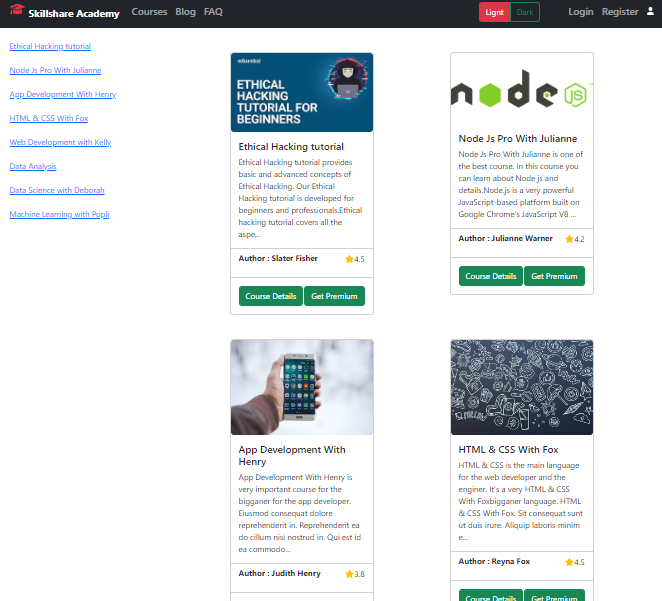 Skillshare Academy Courses Blog FAQ Lignt Dark Login Register
Ethical Hacking tutorial
Node Js Pro With Julianne
App Development With Henry
HTML & CSS With Fox
Web Development with Kelly
Data Analysis
Data Science with Deborah
Machine Learning with Popli
edureka!
ETHICAL
HACKING
TUTORIAL FOR
BEGINNERS
Ethical Hacking tutorial
Ethical Hacking tutorial provides
basic and advanced concepts of
Ethical Hacking. Our Ethical
Hacking tutorial is developed for
beginners and professionals.Ethical
hacking tutorial covers all the
aspe...
Author : Slater Fisher 4.5
Course Details Get Premium
node
JS
Node Js Pro With Julianne
Node Js Pro With Julianne is one of
the best course. In this course you
can learn about Node js and
details.Node.js is a very powerful
JavaScript-based platform built on
Google Chrome's JavaScript V8 ...
Author : Julianne Warner 4.2
Course Details Get Premium
App Development With
Henry
App Development With Henry is
very important course for the
bigganer for the app developer.
Eiusmod consequat dolore
reprehenderit in. Reprehenderit ea
do cillum nisi nostrud in. Qui est id
ea commodo...
Author : Judith Henry 3.8
HTML & CSS With Fox
HTML & CSS is the main language
for the web developer and the
enginer. It's a very HTML & CSS
With Foxbigganer language. HTML
& CSS With Fox. Sit consequat sunt
ut duis irure. Aliquip laboris minim
e...
Author : Reyna Fox 4.5
Course Details Get Premium